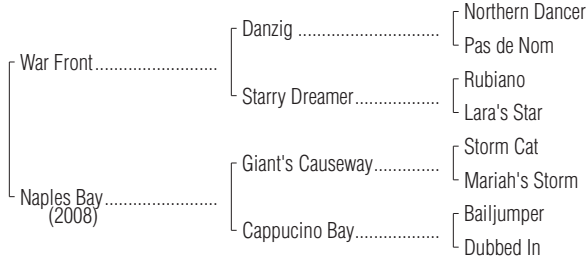 Northern Dancer
Danzig ................................
Pas de Nom
War Front...........................
Rubiano
Starry Dreamer...................
Lara's Star
Storm Cat
Giant's Causeway...............
Mariah's Storm
Naples Bay.........................
(2008)
Bailjumper
Cappucino Bay...................
Dubbed In